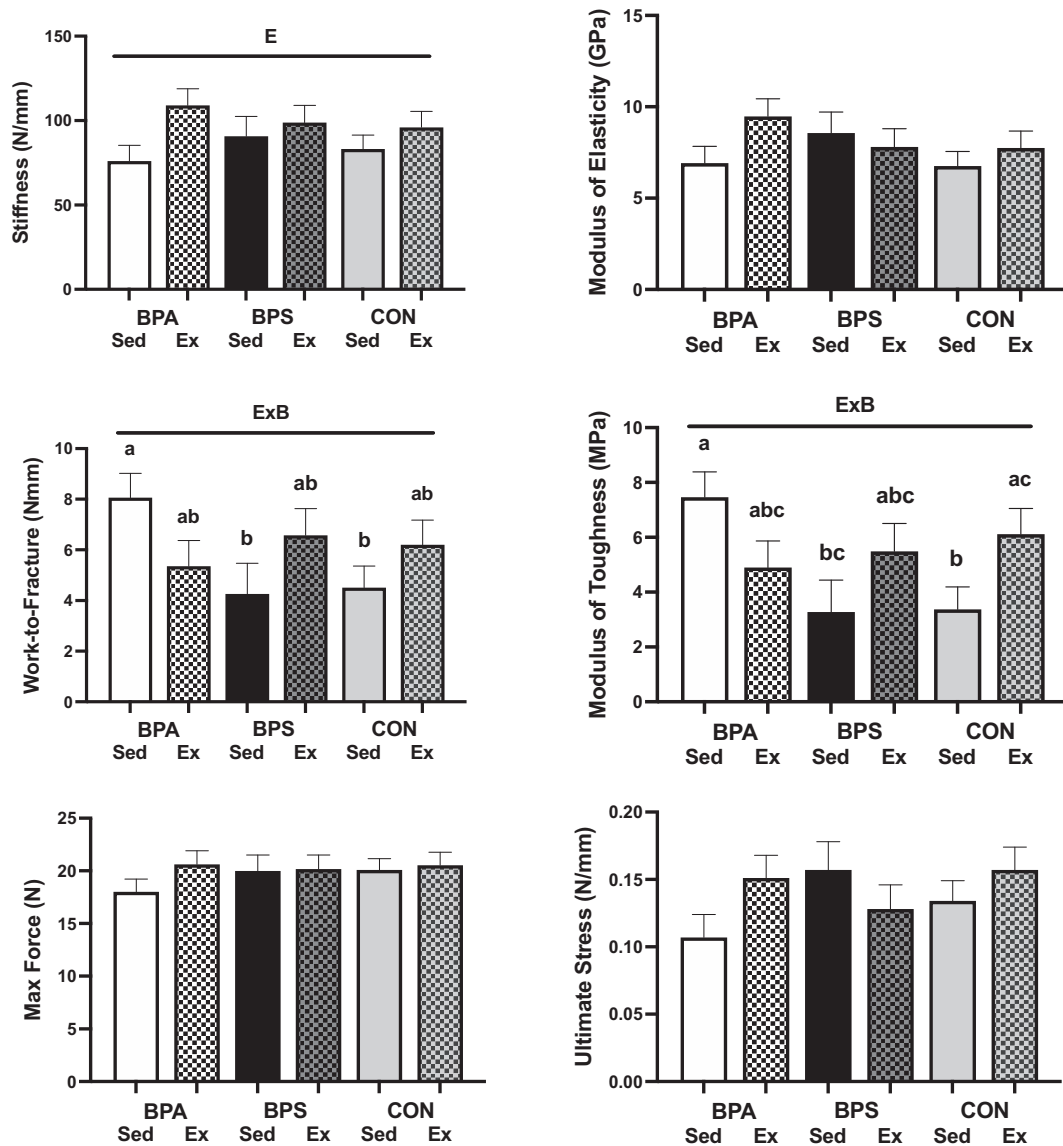 E
Stiffness (N/mm)
150
100
50
0
BPA BPS CON
Sed Ex Sed Ex Sed Ex
Modulus of Elasticity (GPa)
15
10
5
0
BPA BPS CON
Sed Ex Sed Ex Sed Ex
ExB
Work-to-Fracture (Nmm)
10
8
6
4
2
0
a ab b ab b ab
BPA BPS CON
Sed Ex Sed Ex Sed Ex
ExB
Modulus of Toughness (MPa)
10
8
6
4
2
0
a abc bc abc b ac
BPA BPS CON
Sed Ex Sed Ex Sed Ex
Max Force (N)
25
20
15
10
5
0
BPA BPS CON
Sed Ex Sed Ex Sed Ex
Ultimate Stress (N/mm)
0.20
0.15
0.10
0.05
0.00
BPA BPS CON
Sed Ex Sed Ex Sed Ex